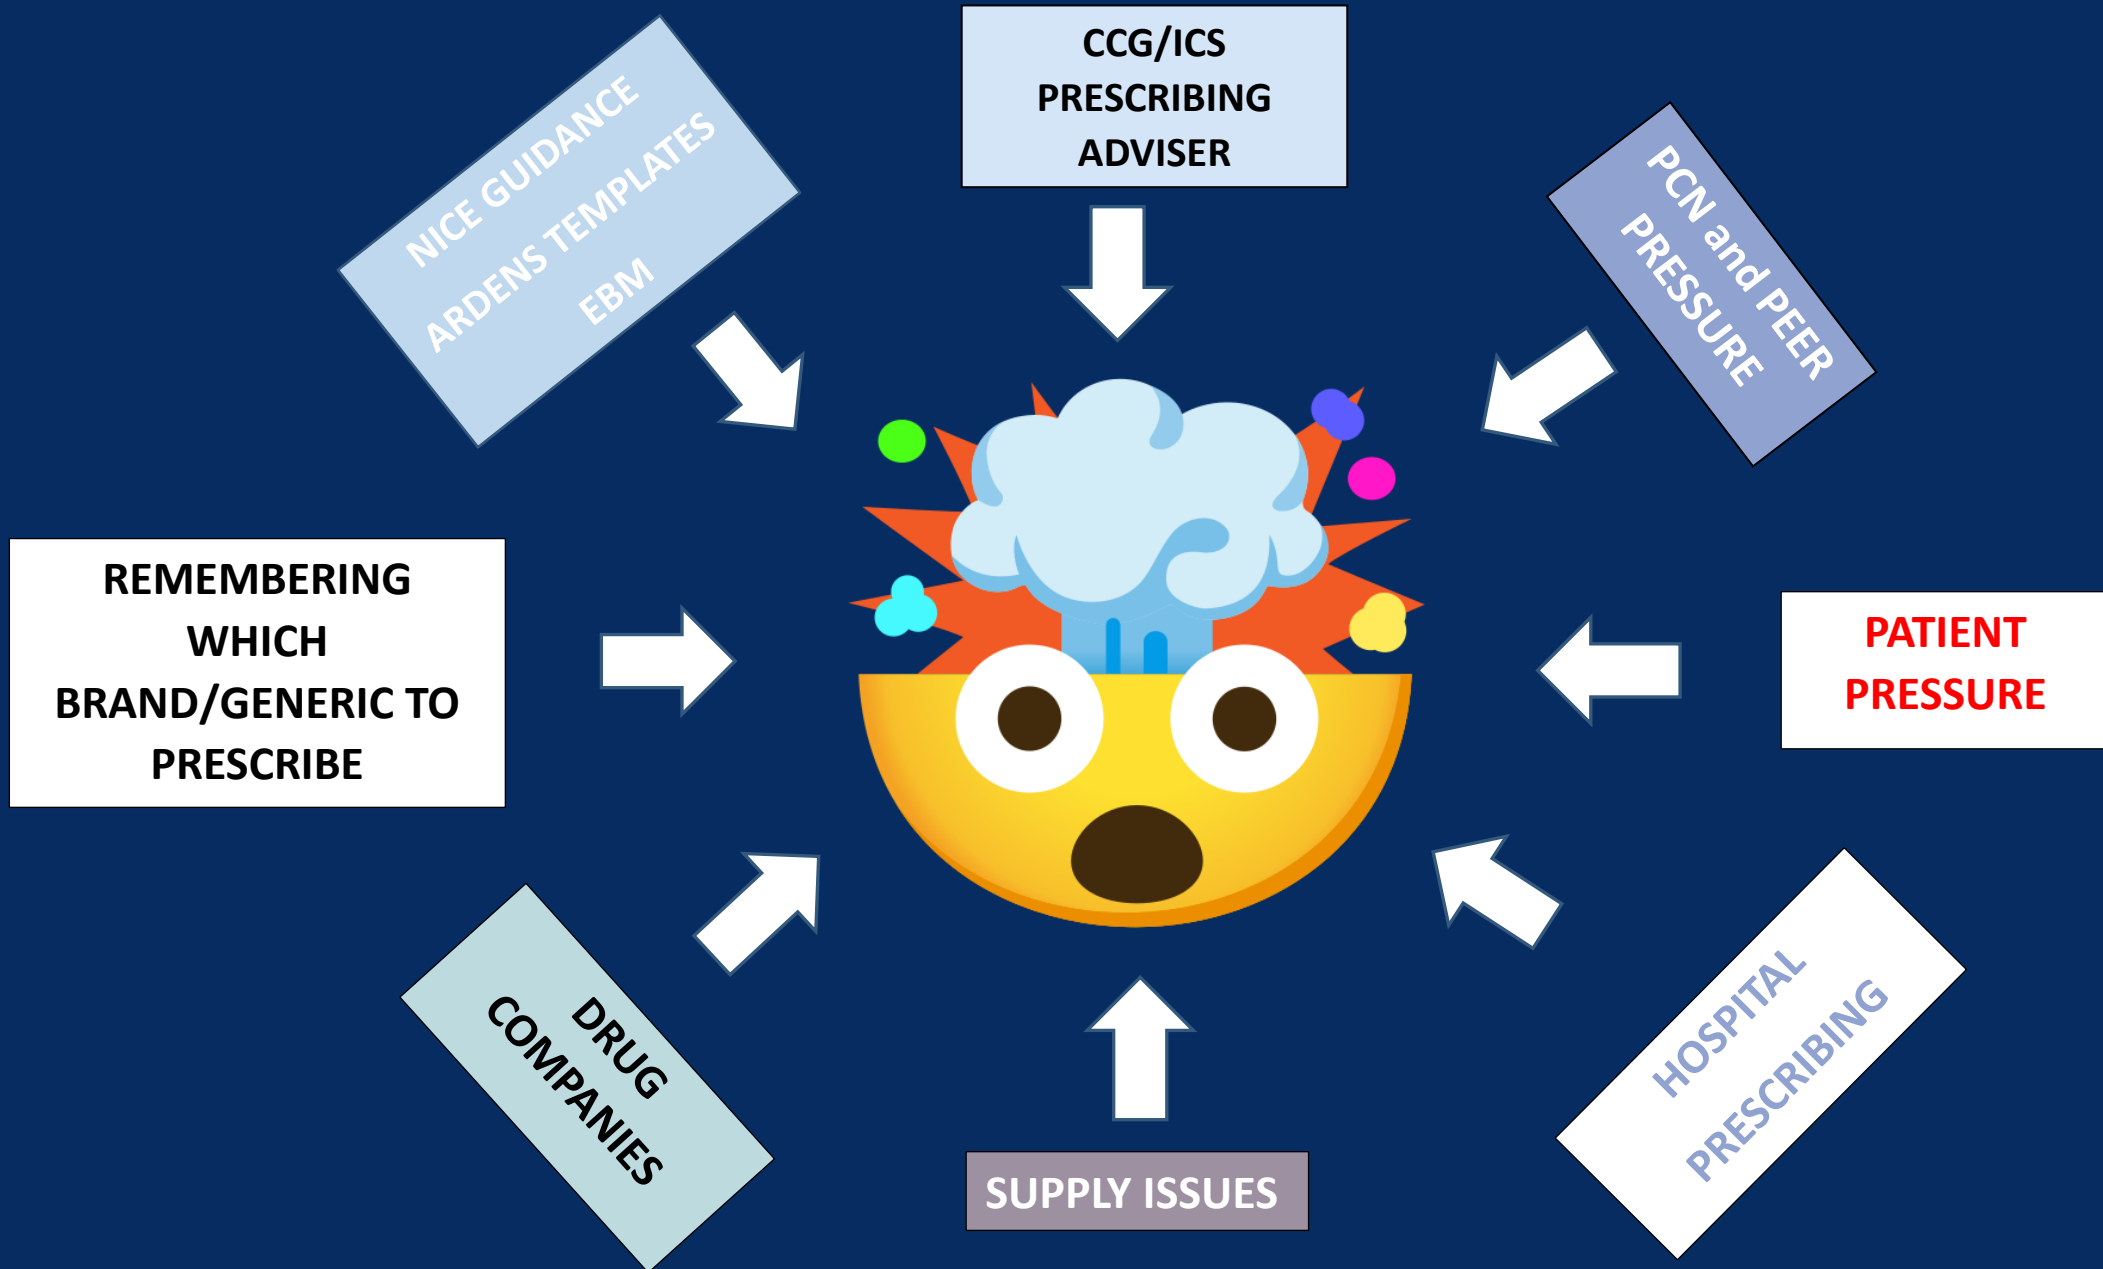 NICE GUIDANCE
ARDENS TEMPLATES
EBM
CCG/ICS
PRESCRIBING
ADVISER
PCN and PEER
PRESSURE
REMEMBERING
WHICH
BRAND/GENERIC TO
PRESCRIBE
PATIENT
PRESSURE
DRUG
COMPANIES
SUPPLY ISSUES
HOSPITAL
PRESCRIBING